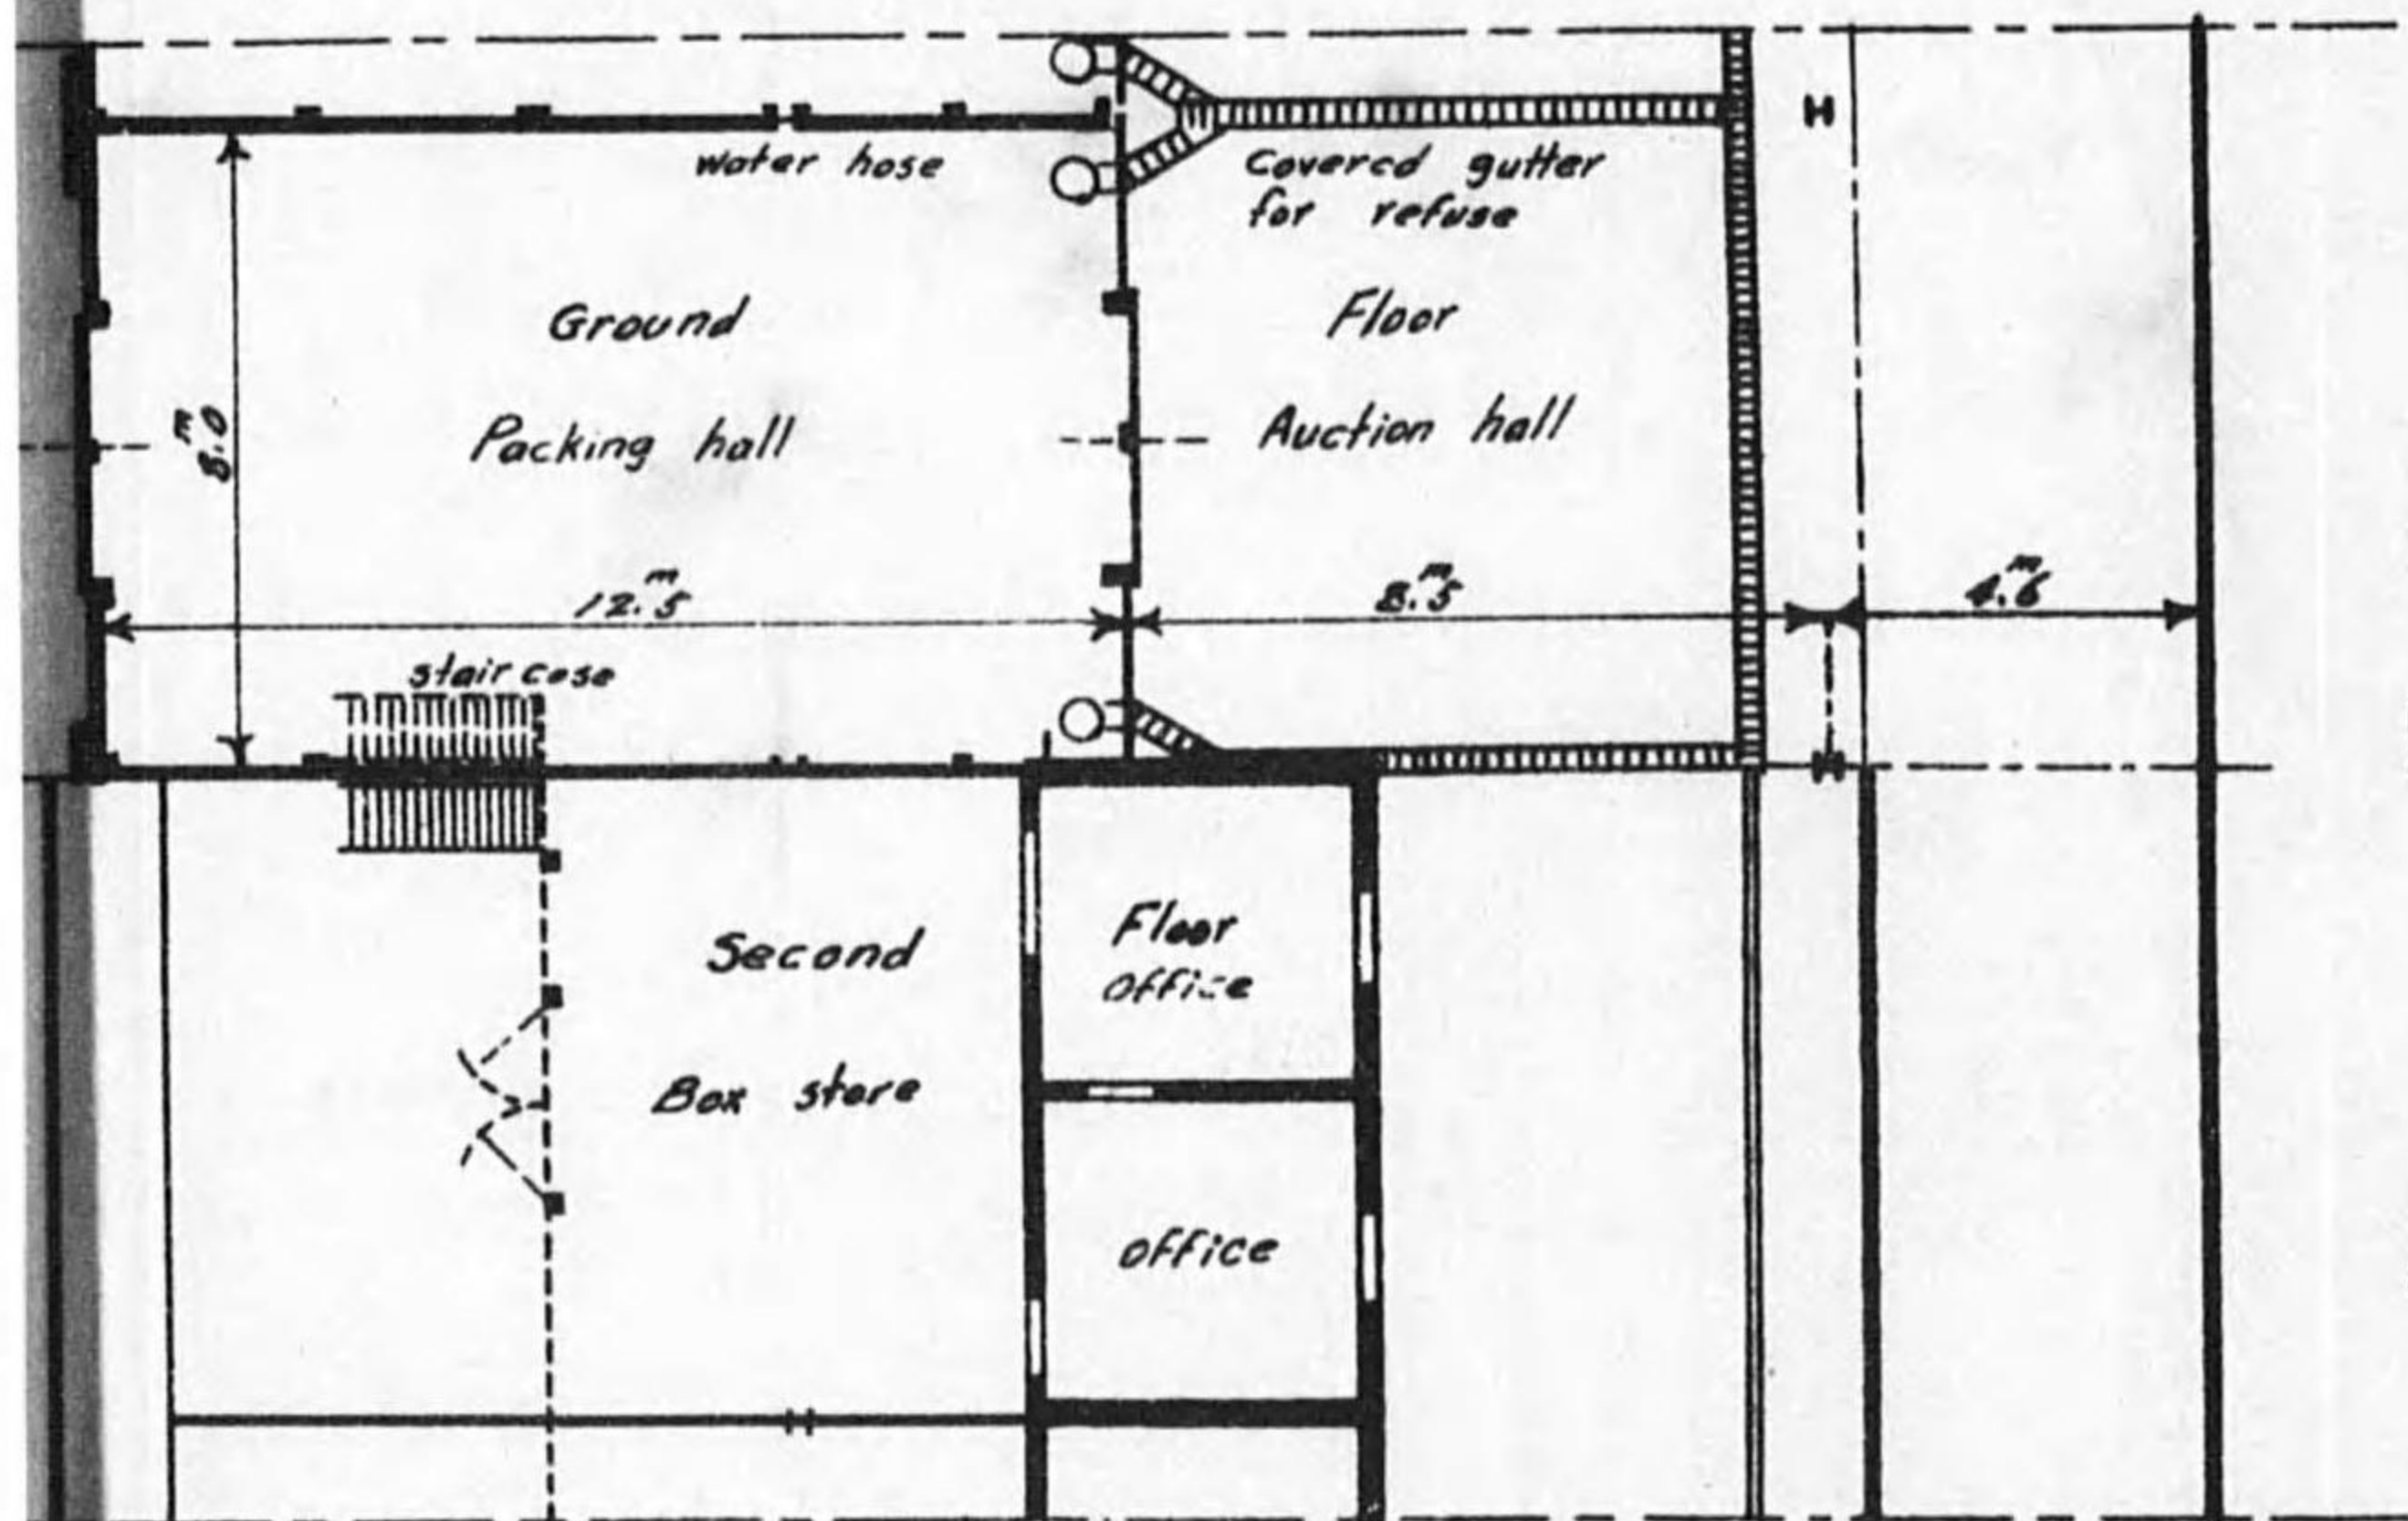 water hose
Covered gutter
for refuse
Ground Floor
Packing hall
Auction hall
8.0 m
12.5 m
8.5 m
4.6 m
stair case
Second Floor
office
Box store
office